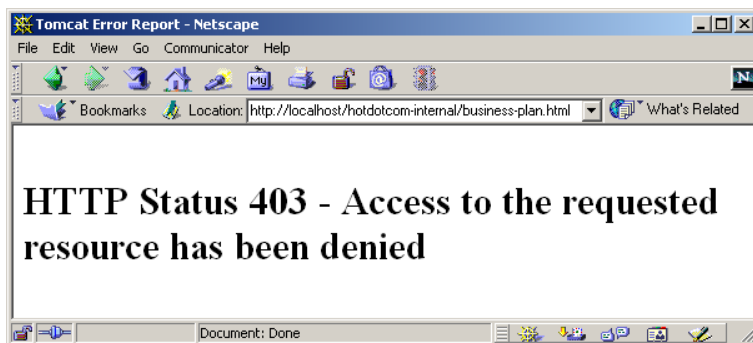 Tomcat Error Report - Netscape
File Edit View Go Communicator Help
My
Bookmarks Location: http://localhost/hotdotcom-internal/business-plan.html What's Related
N
HTTP Status 403 - Access to the requested
resource has been denied
Document: Done